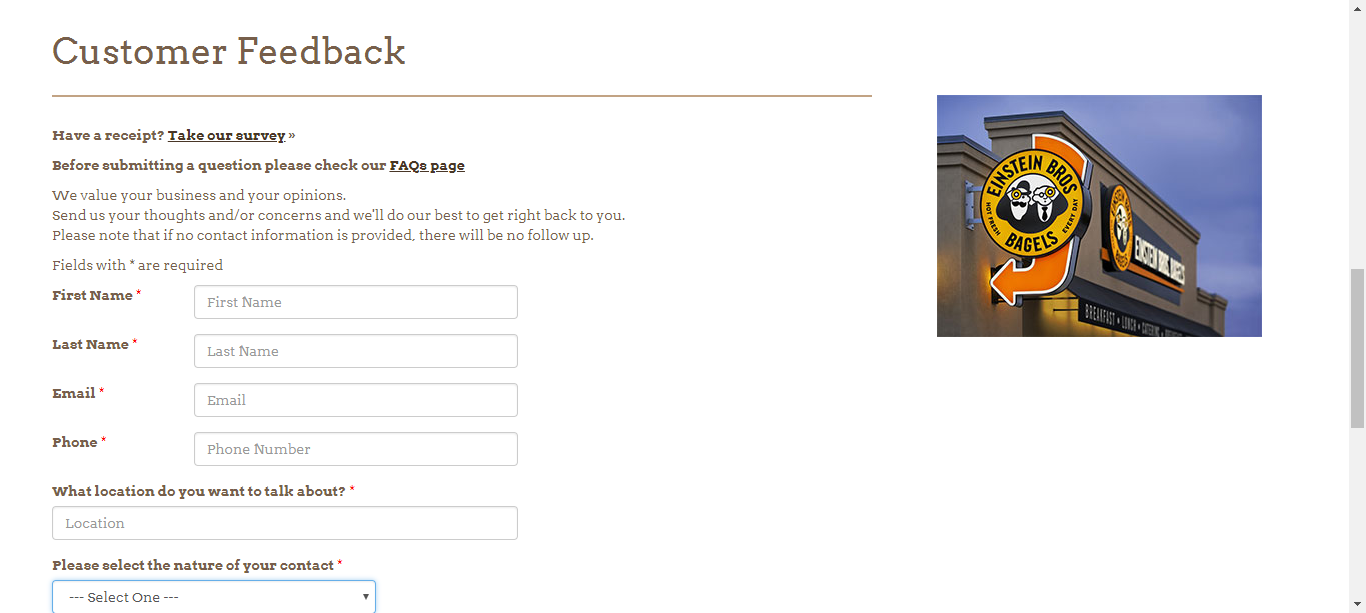 Customer Feedback
Have a receipt? Take our survey »
Before submitting a question please check our FAQs page
We value your business and your opinions.
Send us your thoughts and/or concerns and we'll do our best to get right back to you.
Please note that if no contact information is provided, there will be no follow up.
Fields with * are required
First Name *
First Name
Last Name *
Last Name
Email *
Email
Phone *
Phone Number
What location do you want to talk about? *
Location
Please select the nature of your contact *
--- Select One ---
EINSTEIN BROS
HOT FRESH
EVERY DAY
BAGELS
EINSTEIN BROS
BAGELS
EINSTEIN BROS BAGELS
BREAKFAST • LUNCH • CATERING •